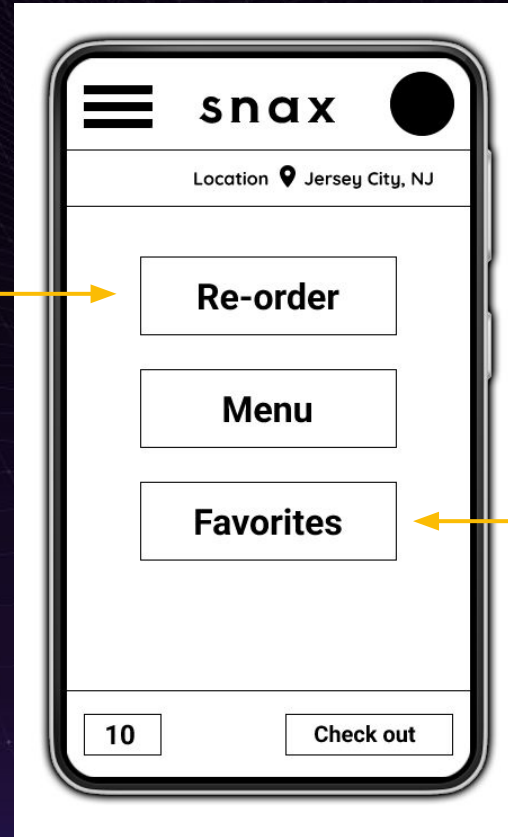 snax
Location Jersey City, NJ
Re-order
Menu
Favorites
10 Check out